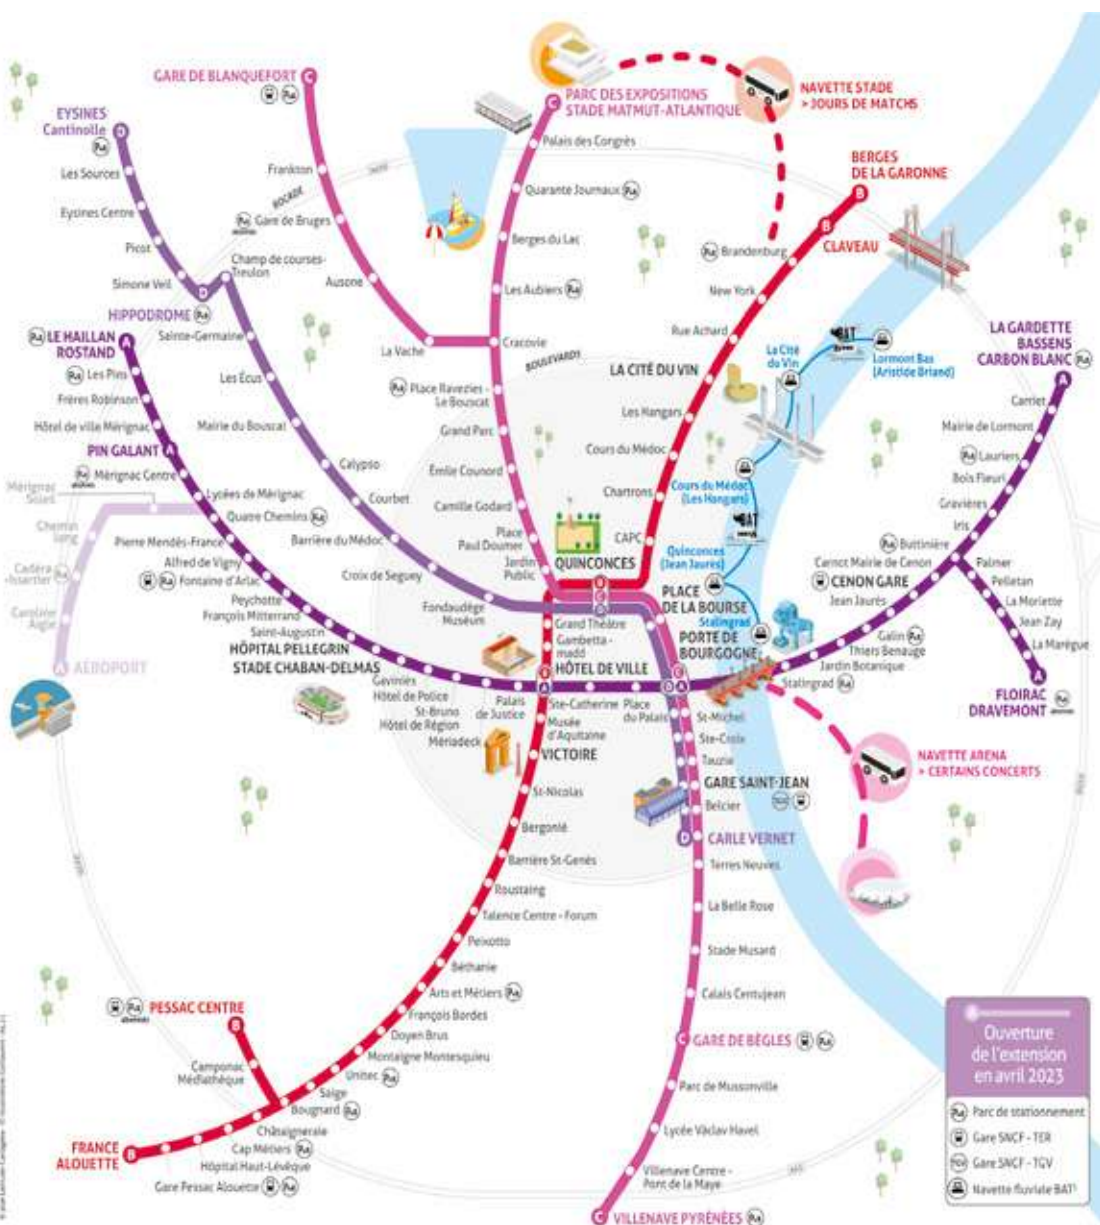 GARE DE BLANQUEFORT
C
EYSINES
Cantinolle
D
Les Sources
Eysines Centre
Picot
Simone Veil
D
HIPPODROME
Champ de courses-
Treulon
Sainte-Germaine
Les Écus
Mairie du Bouscat
Calypso
Courbet
Barrière du Médoc
Croix de Seguey
Fondaudège
Muséum
Frankton
BOCADE
Gare de Bruges
Ausone
La Vache
PARC DES EXPOSITIONS
STADE MATMUT-ATLANTIQUE
C
Palais des Congrès
Quarante Journaux
Berges du Lac
Les Aubiers
Cracovie
BOULEVARDS
Place Ravezies -
Le Bouscat
Grand Parc
Émile Counord
Camille Godard
Place
Paul Doumer
Jardin
Public
NAVETTE STADE
> JOURS DE MATCHS
BERGES
DE LA GARONNE
B
B
CLAVEAU
Brandenburg
New York
Rue Achard
LA CITÉ DU VIN
Les Hangars
Cours du Médoc
Chartrons
CAPC
QUINCONCES
La Cité
du Vin
BAT
Lormont Bas
(Aristide Briand)
Cours du Médoc
(Les Hangars)
BAT
Quinconces
(Jean Jaurès)
PLACE
DE LA BOURSE
Stalingrad
PORTE DE
BOURGOGNE
LE HAILLAN
ROSTAND
A
Les Pins
Frères Robinson
Hôtel de ville Mérignac
PIN GALANT
A
Mérignac Centre
Lycées de Mérignac
Quatre Chemins
Pierre Mendès-France
Alfred de Vigny
Fontaine d'Arlac
Peychotte
François Mitterrand
Saint-Augustin
HÔPITAL PELLEGRIN
STADE CHABAN-DELMAS
Gaviniès
Hôtel de Police
St-Bruno
Hôtel de Région
Mériadeck
Palais
de Justice
HÔTEL DE VILLE
Ste-Catherine
Place
du Palais
Mérignac
Soleil
Chemin
Long
Caroline
Aigle
A
AÉROPORT
LA GARDETTE
BASSENS
CARBON BLANC
A
Carriet
Mairie de Lormont
Lauriers
Bois Fleuri
Gravières
Iris
Buttinière
Carnot Mairie de Cenon
CENON GARE
Jean Jaurès
Galin
Thiers Benauge
Jardin Botanique
Stalingrad
Palmer
Pelletan
La Morlette
Jean Zay
La Marègue
A
FLOIRAC
DRAVEMONT
Grand Théâtre
Gambetta -
madd
Musée
d'Aquitaine
VICTOIRE
St-Nicolas
Bergonié
Barrière St-Genès
Roustaing
Talence Centre - Forum
Peixotto
Béthanie
Arts et Métiers
François Bordes
Doyen Brus
Montaigne Montesquieu
Unitec
Saige
Bougnard
PESSAC CENTRE
B
Camponac
Médiathèque
Châtaigneraie
Cap Métiers
Hôpital Haut-Lévêque
Gare Pessac Alouette
FRANCE
ALOUETTE
B
St-Michel
Ste-Croix
Tauzia
GARE SAINT-JEAN
Belcier
D
CARLE VERNET
Terres Neuves
La Belle Rose
Stade Musard
Calais Centujean
C
GARE DE BÈGLES
Parc de Mussonville
Lycée Václav Havel
Villenave Centre -
Pont de la Maye
C
VILLENAVE PYRÉNÉES
NAVETTE ARENA
> CERTAINS CONCERTS
A
Ouverture
de l'extension
en avril 2023
Parc de stationnement
Gare SNCF - TER
Gare SNCF - TGV
Navette fluviale BAT³